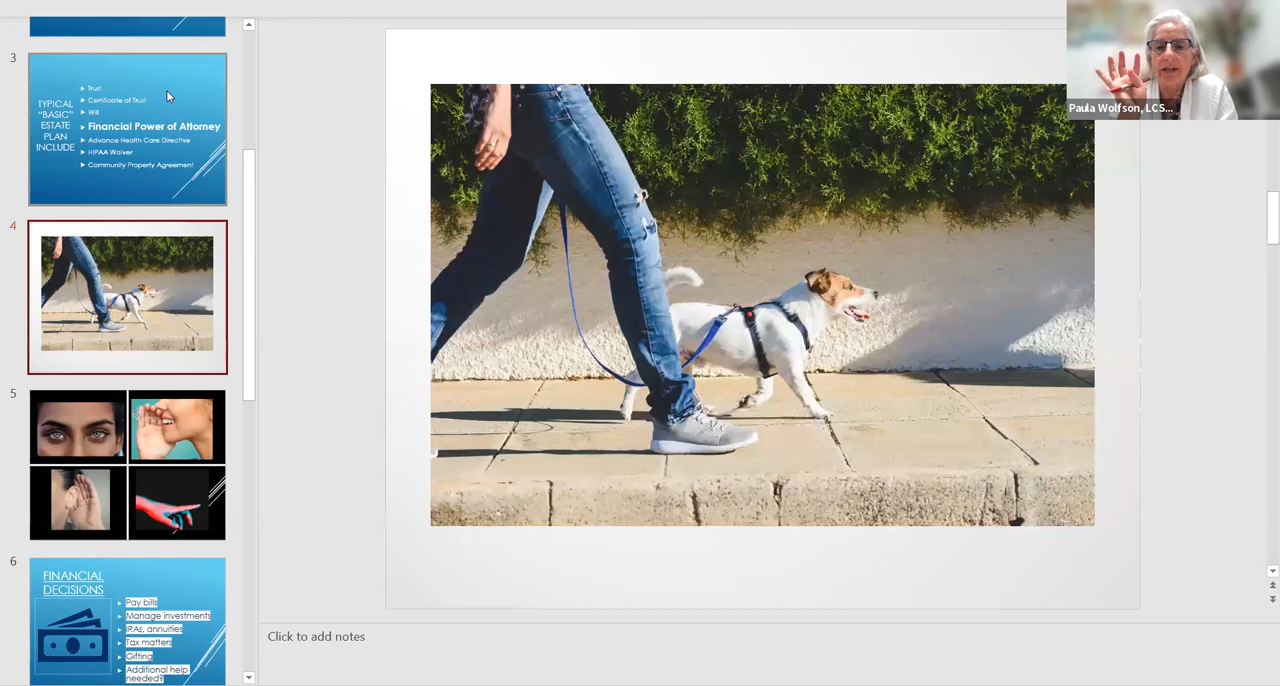 Paula Wolfson, LCS...
3
TYPICAL
"BASIC"
ESTATE
PLAN
INCLUDE
Trust
Certificate of Trust
Will
Financial Power of Attorney
Advance Health Care Directive
HIPAA Waiver
Community Property Agreement
4
5
6
FINANCIAL
DECISIONS
Pay bills
Manage investments
IRAs, annuities
Tax matters
Gifting
Additional help
needed?
Click to add notes